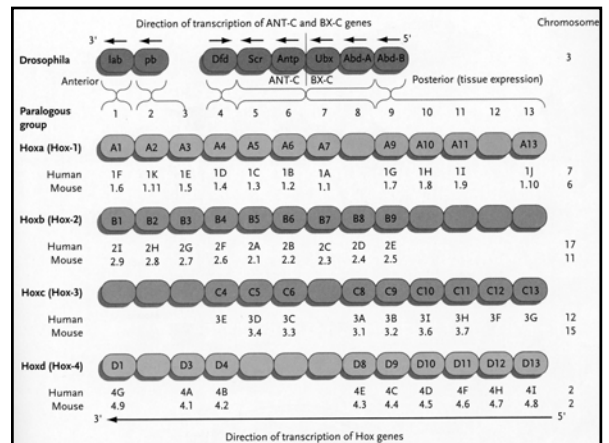 Direction of transcription of ANT-C and BX-C genes Chromosome
3' 5'
Drosophila lab pb Dfd Scr Antp Ubx Abd-A Abd-B 3
Anterior ANT-C BX-C Posterior (tissue expression)
Paralogous
group 1 2 3 4 5 6 7 8 9 10 11 12 13
Hoxa (Hox-1) A1 A2 A3 A4 A5 A6 A7 A9 A10 A11 A13
Human 1F 1K 1E 1D 1C 1B 1A 1G 1H 1I 1J 7
Mouse 1.6 1.11 1.5 1.4 1.3 1.2 1.1 1.7 1.8 1.9 1.10 6
Hoxb (Hox-2) B1 B2 B3 B4 B5 B6 B7 B8 B9
Human 2I 2H 2G 2F 2A 2B 2C 2D 2E 17
Mouse 2.9 2.8 2.7 2.6 2.1 2.2 2.3 2.4 2.5 11
Hoxc (Hox-3) C4 C5 C6 C8 C9 C10 C11 C12 C13
Human 3E 3D 3C 3A 3B 3I 3H 3F 3G 12
Mouse 3.4 3.3 3.1 3.2 3.6 3.7 15
Hoxd (Hox-4) D1 D3 D4 D8 D9 D10 D11 D12 D13
Human 4G 4A 4B 4E 4C 4D 4F 4H 4I 2
Mouse 4.9 4.1 4.2 4.3 4.4 4.5 4.6 4.7 4.8 2
3' 5'
Direction of transcription of Hox genes